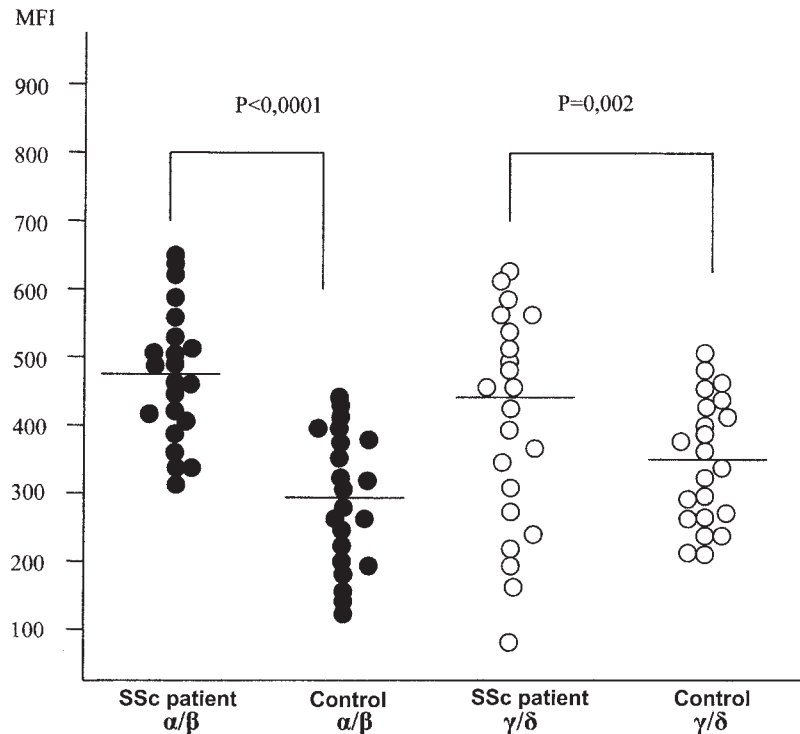 MFI
P<0,0001
P=0,002
900
800
700
600
500
400
300
200
100
SSc patient
α/β
Control
α/β
SSc patient
γ/δ
Control
γ/δ